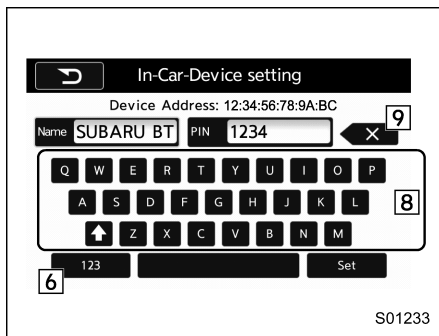 In-Car-Device setting
Device Address: 12:34:56:78:9A:BC
Name SUBARU BT PIN 1234 9
Q W E R T Y U I O P
A S D F G H J K L 8
Z X C V B N M
123 Set
6
S01233